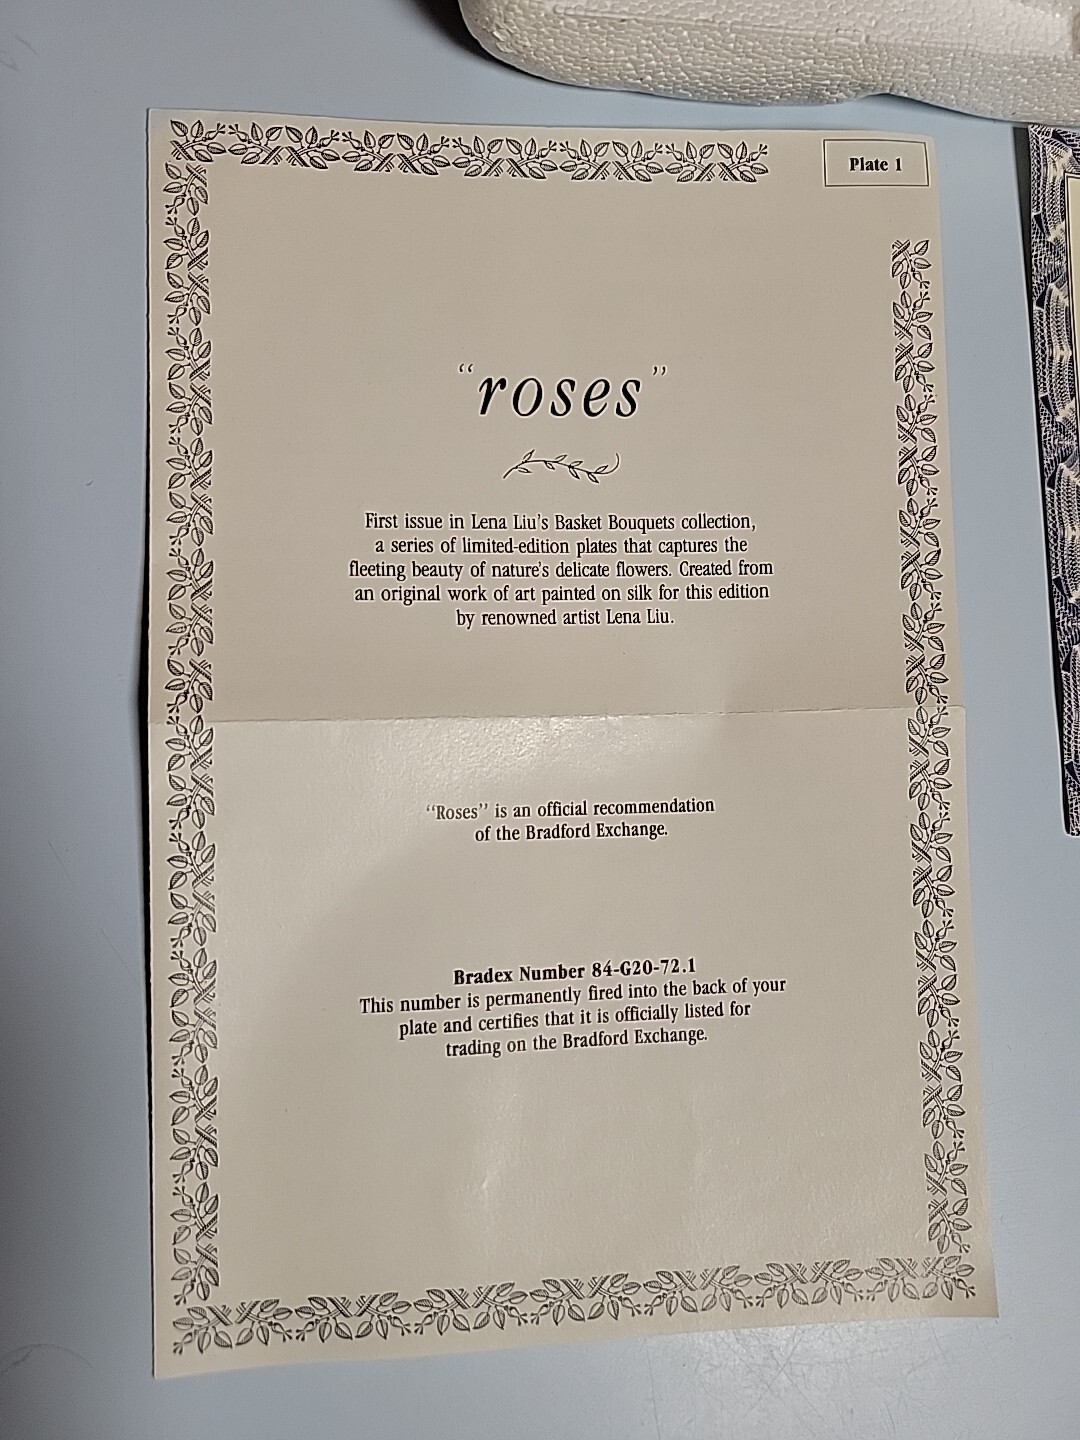 Plate 1
“roses”
First issue in Lena Liu's Basket Bouquets collection,
a series of limited-edition plates that captures the
fleeting beauty of nature's delicate flowers. Created from
an original work of art painted on silk for this edition
by renowned artist Lena Liu.
“Roses” is an official recommendation
of the Bradford Exchange.
Bradex Number 84-G20-72.1
This number is permanently fired into the back of your
plate and certifies that it is officially listed for
trading on the Bradford Exchange.